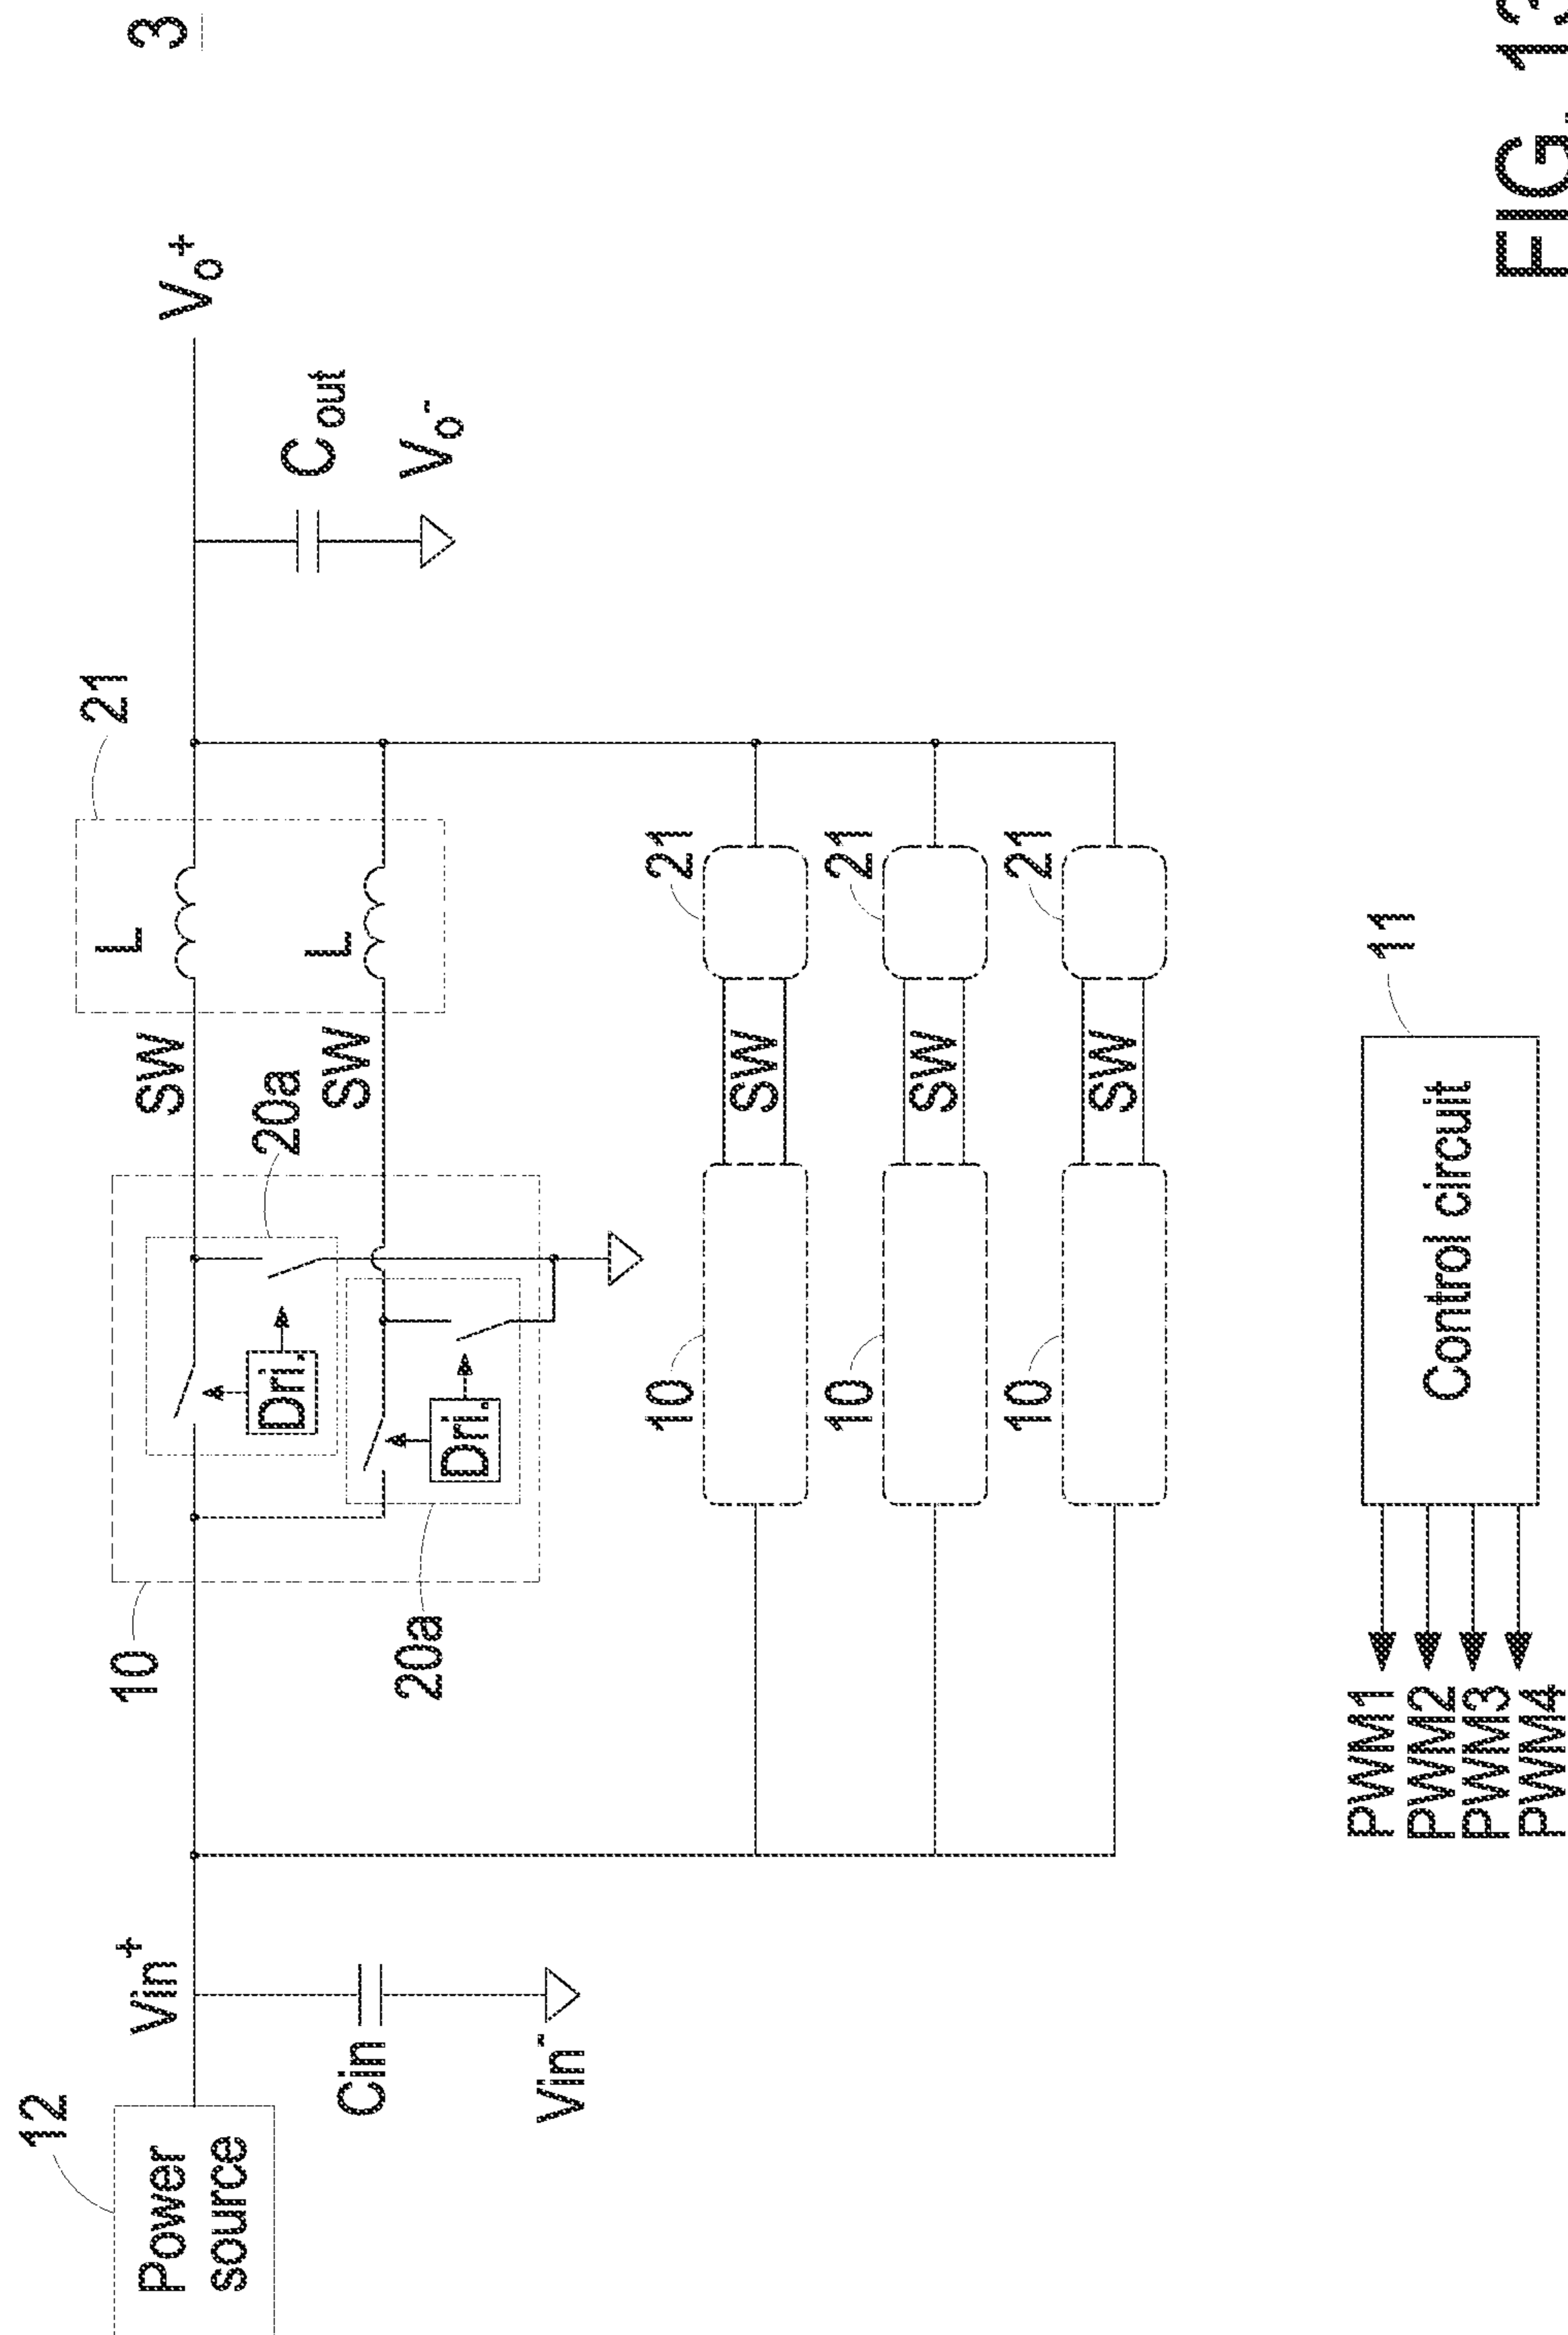 3
12
Power
source
Vin+
Cin
Vin-
10
20a
Dri.
Dri.
20a
SW
SW
L
L
21
Vo+
Cout
Vo-
10
SW
21
10
SW
21
10
SW
21
PWM1
PWM2
PWM3
PWM4
Control circuit
11
FIG.